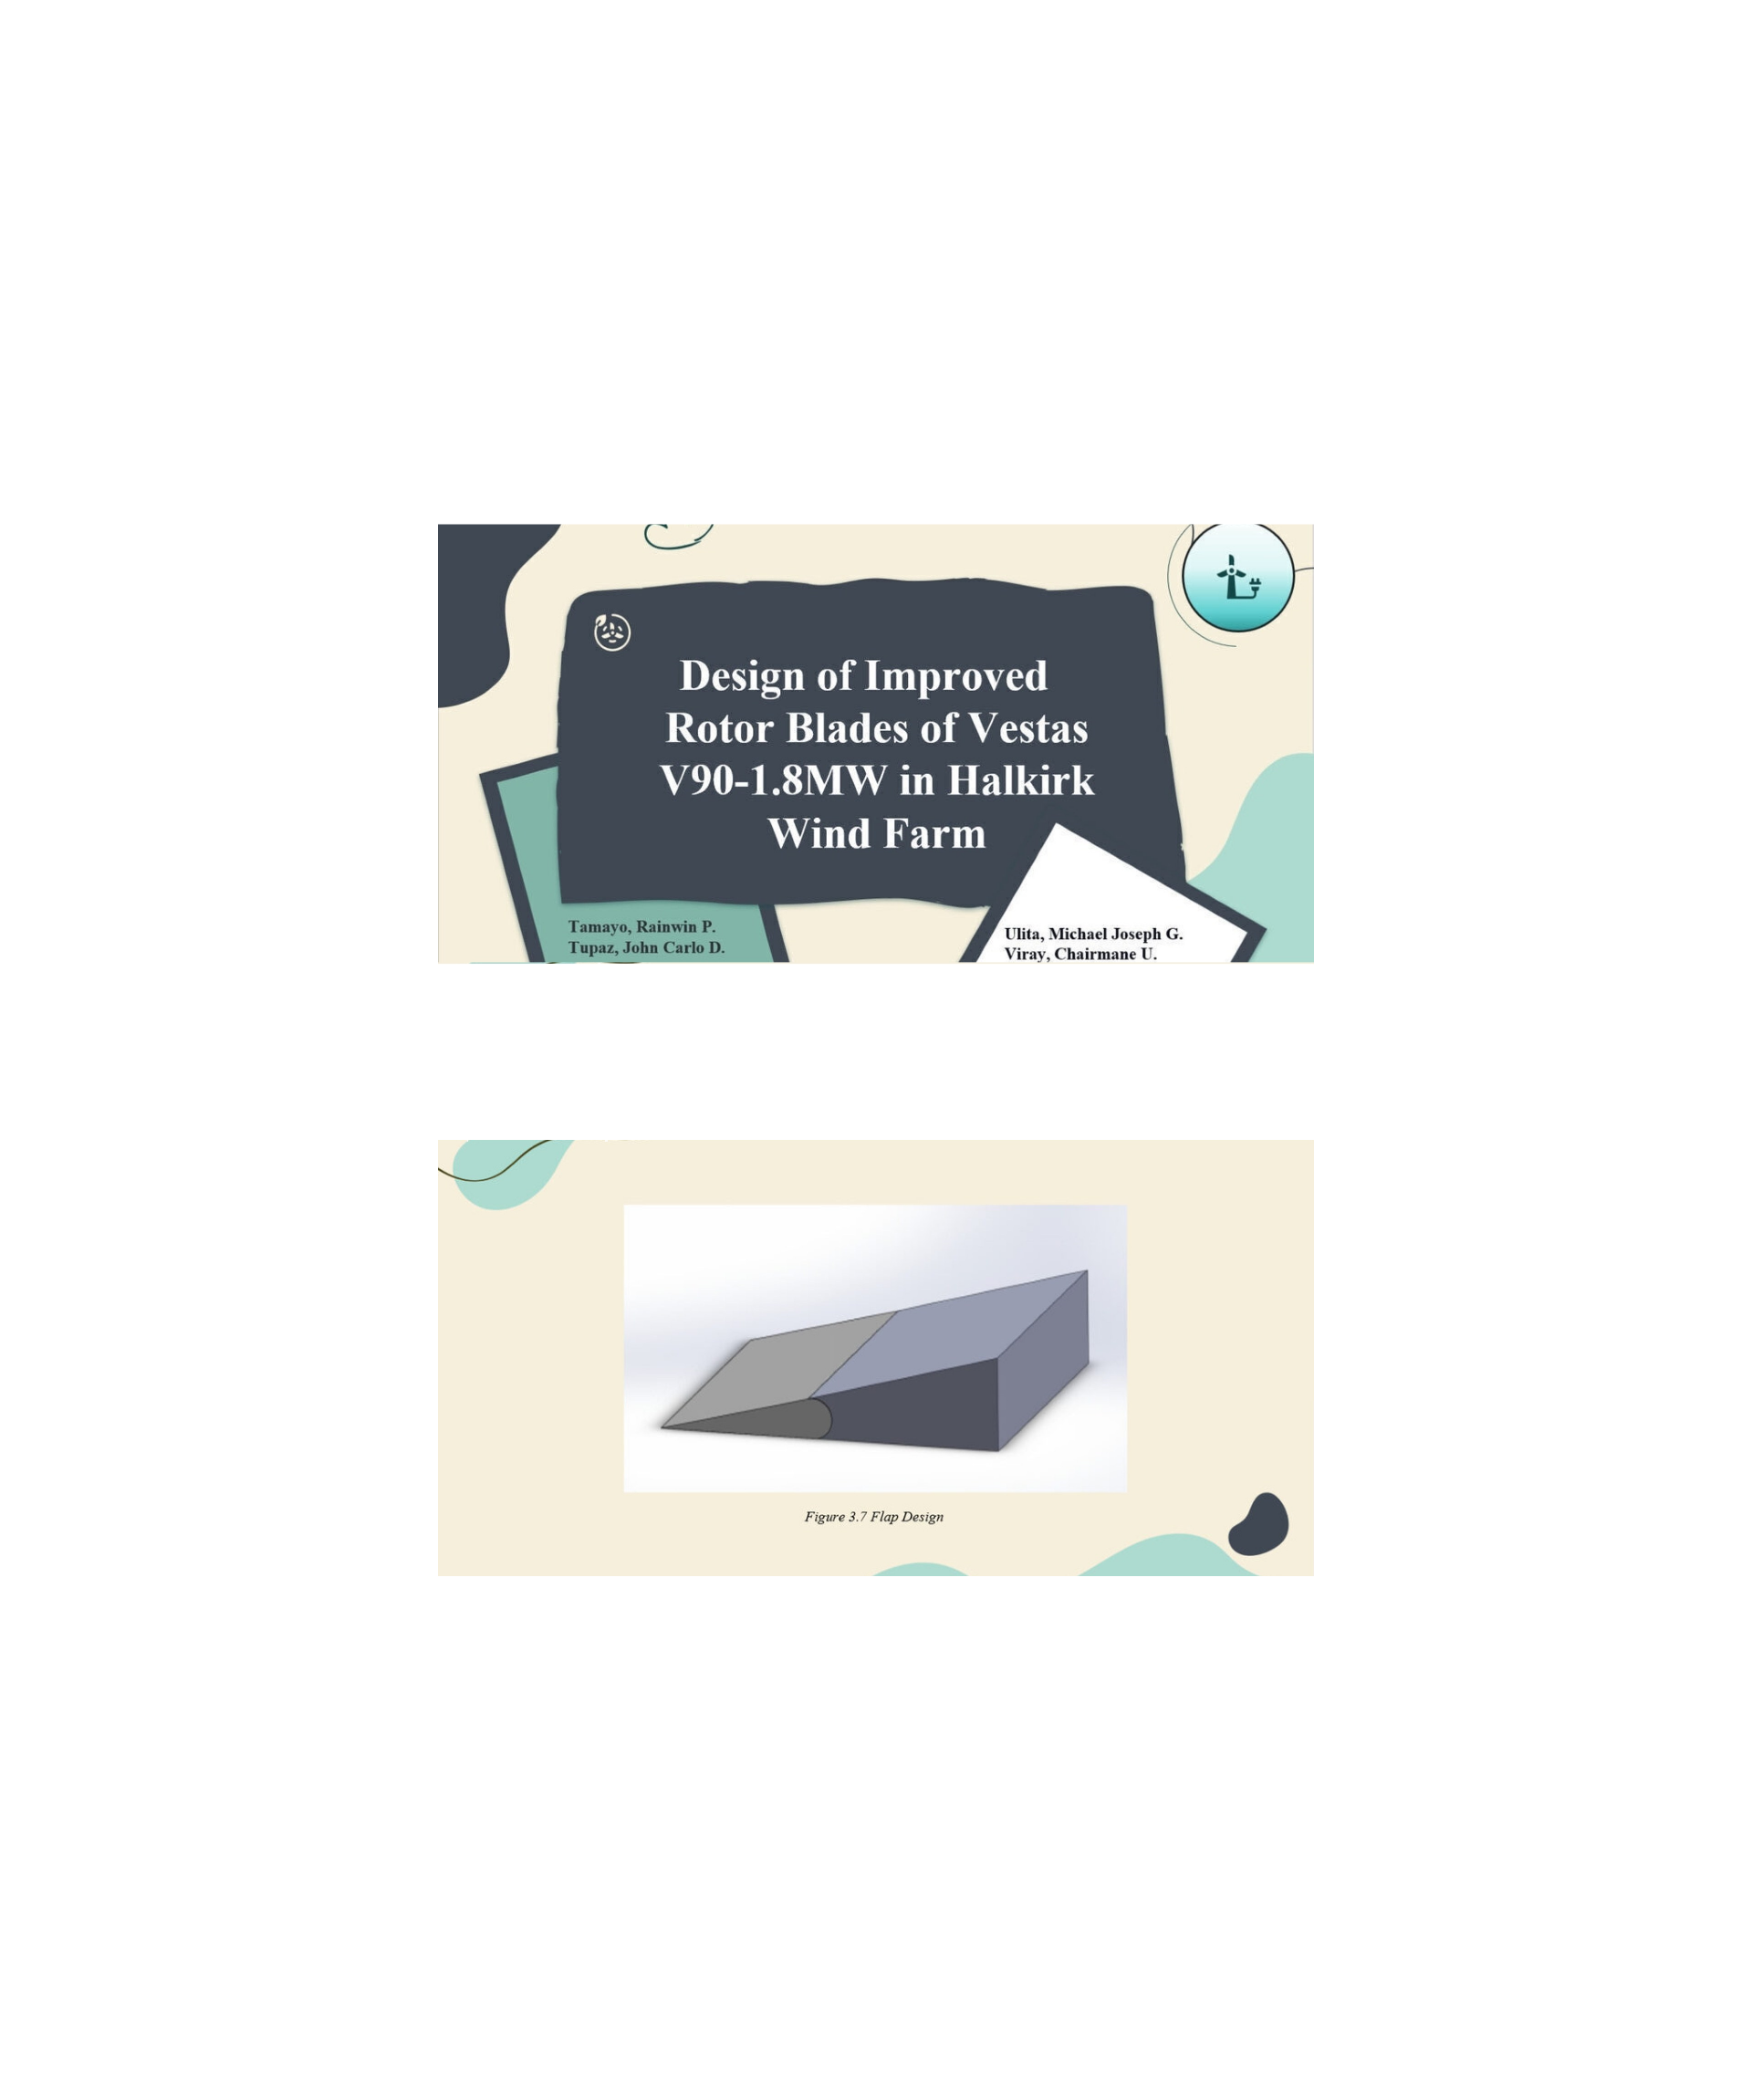 Design of Improved
Rotor Blades of Vestas
V90-1.8MW in Halkirk
Wind Farm
Tamayo, Rainwin P.
Tupaz, John Carlo D.
Ulita, Michael Joseph G.
Viray, Chairmane U.
Figure 3.7 Flap Design